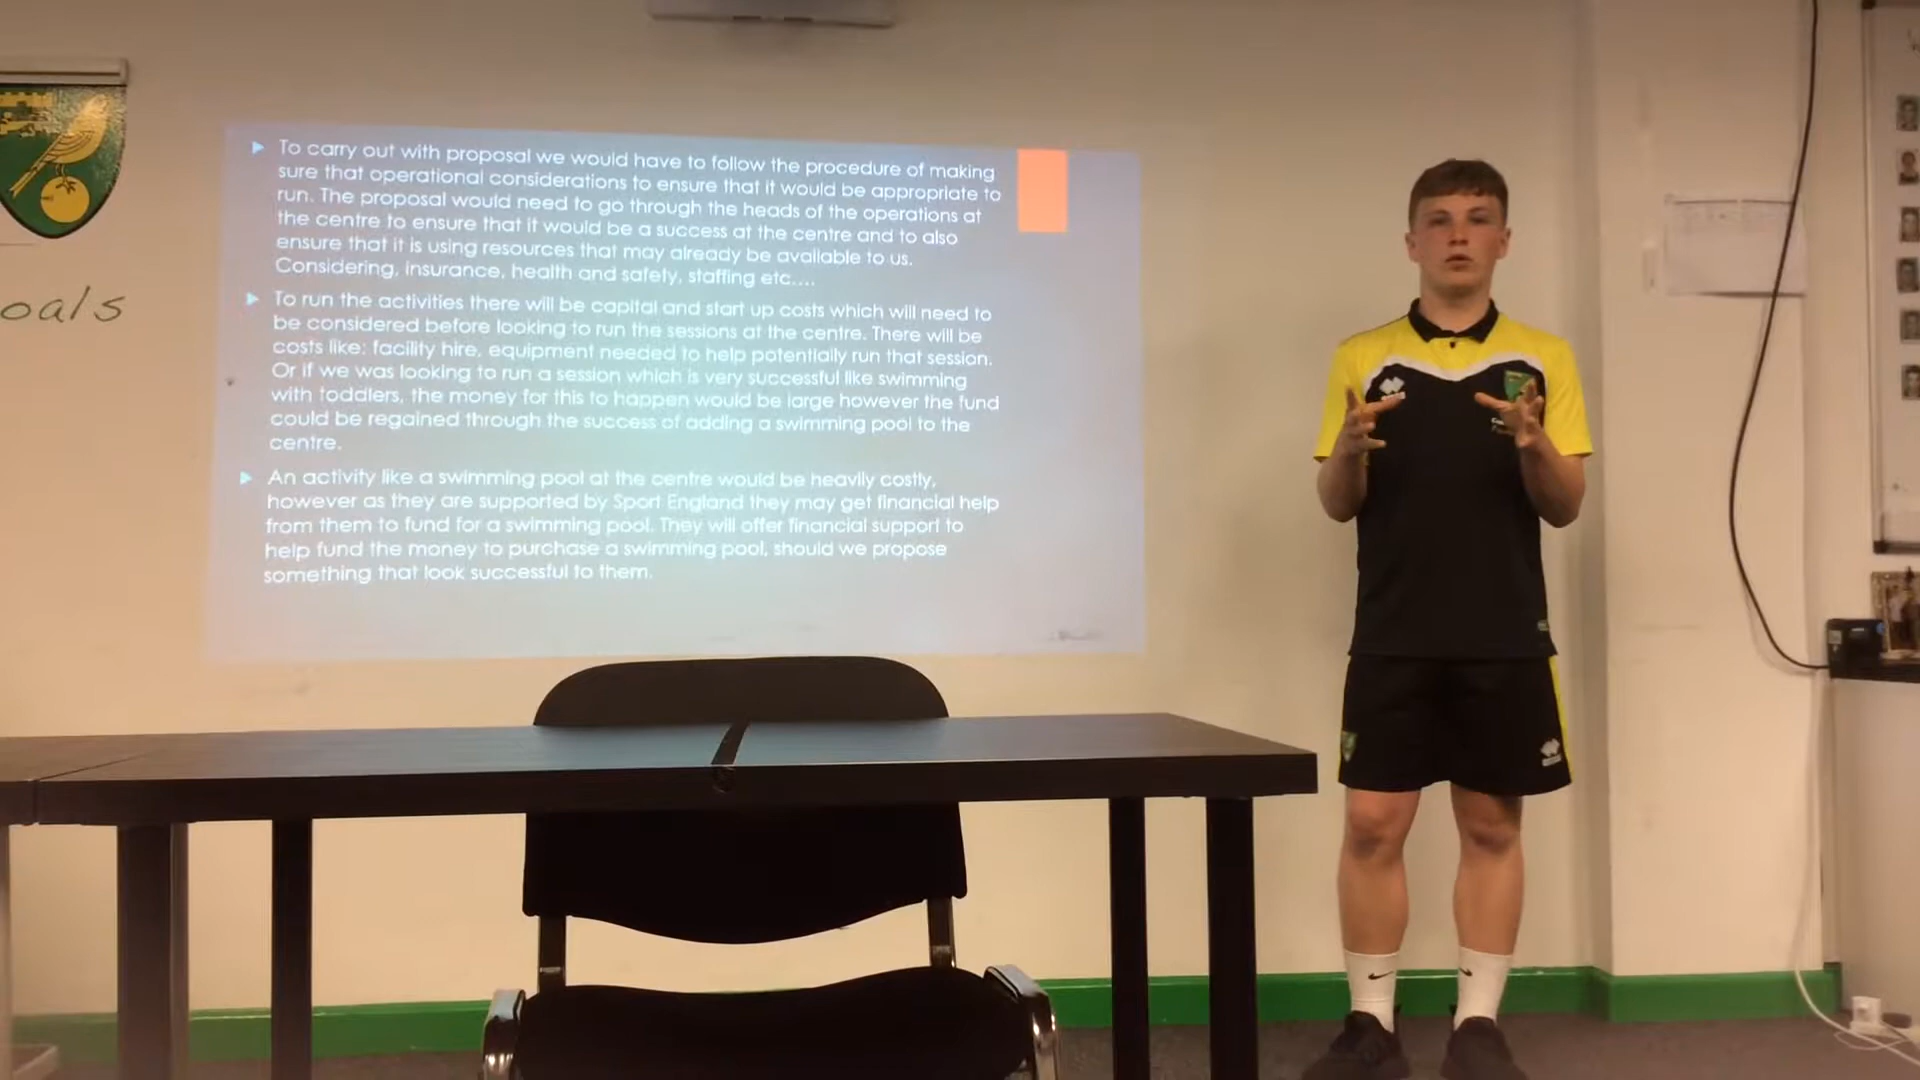 To carry out with proposal we would have to follow the procedure of making
sure that operational considerations to ensure that it would be appropriate to
run. The proposal would need to go through the heads of the operations at
the centre to ensure that it would be a success at the centre and to also
ensure that it is using resources that may already be available to us.
Considering, insurance, health and safety, staffing etc....
To run the activities there will be capital and start up costs which will need to
be considered before looking to run the sessions at the centre. There will be
costs like: facility hire, equipment needed to help potentially run that session.
Or if we was looking to run a session which is very successful like swimming
with toddlers, the money for this to happen would be large however the fund
could be regained through the success of adding a swimming pool to the
centre.
An activity like a swimming pool at the centre would be heavily costly,
however as they are supported by Sport England they may get financial help
from them to fund for a swimming pool. They will offer financial support to
help fund the money to purchase a swimming pool, should we propose
something that look successful to them.
oals